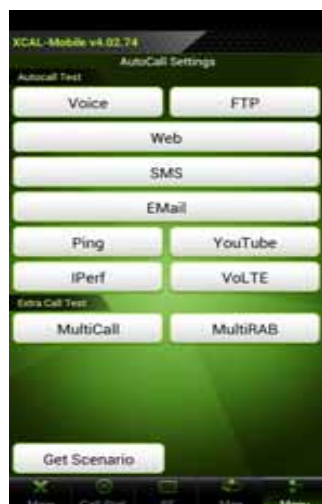 XCAL-Mobile v4.02.74
AutoCall Settings
Autocall Test
Voice FTP
Web
SMS
EMail
Ping YouTube
IPerf VoLTE
Extra Call Test
MultiCall MultiRAB
Get Scenario
Menu